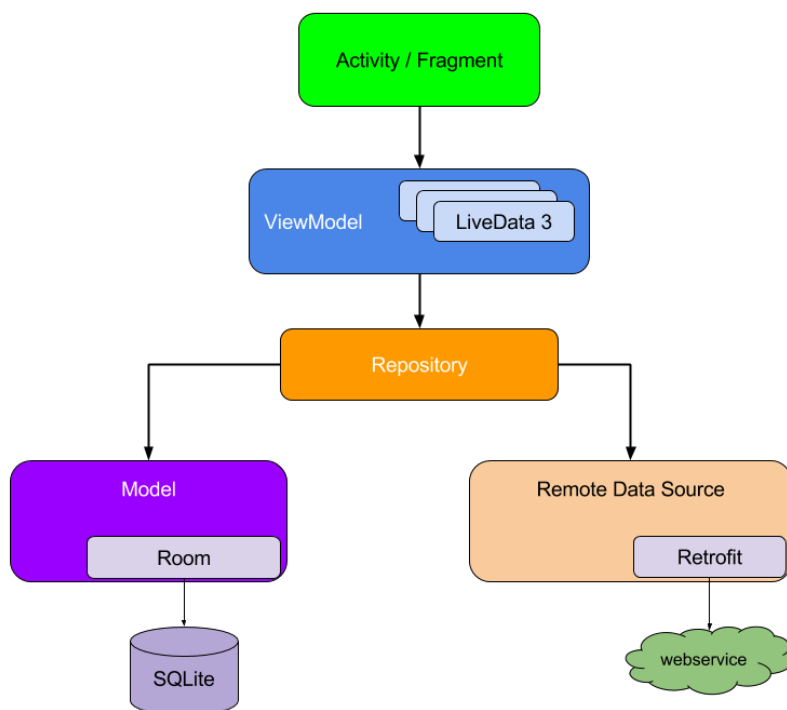 Activity / Fragment
ViewModel
LiveData 3
Repository
Model
Remote Data Source
Room
Retrofit
SQLite
webservice